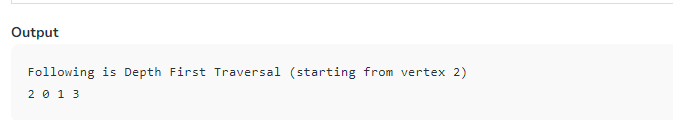 Output
Following is Depth First Traversal (starting from vertex 2)
2 0 1 3